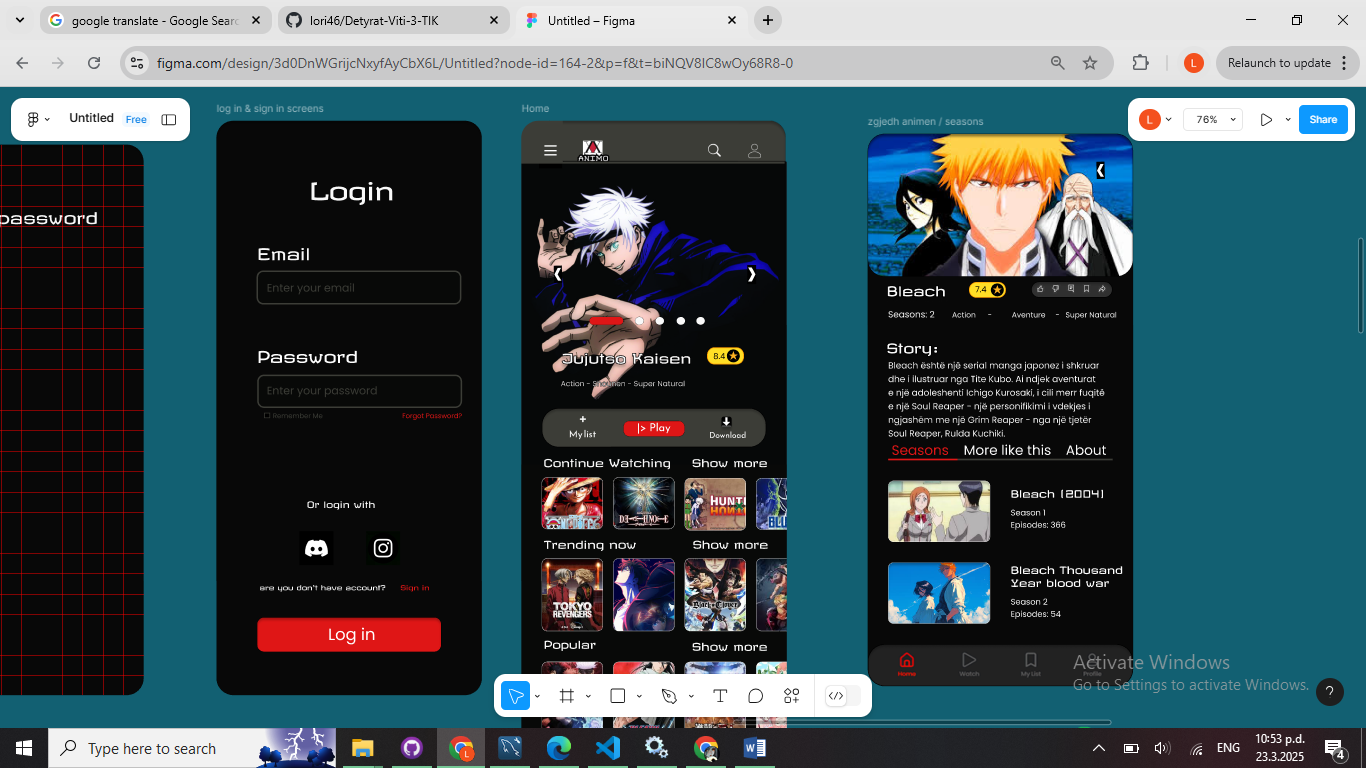 google translate - Google Searc
lori46/Detyrat-Viti-3-TIK
Untitled – Figma
figma.com/design/3d0DnWGrijcNxyfAyCbX6L/Untitled?node-id=164-2&p=f&t=biNQV8IC8wOy68R8-0
L
Relaunch to update
Untitled
Free
L
76%
Share
password
log in & sign in screens
Login
Email
Enter your email
Password
Enter your password
Remember Me
Forgot Password?
Or login with
are you don't have account?
Sign In
Log in
Home
ANIMO
Jujutso Kaisen
8.4
Action - Shounen - Super Natural
My list
|> Play
Download
Continue Watching
Show more
HUNT
Trending now
Show more
TOKYO
REVENGERS
Black Clover
Popular
Show more
zgjedh animen / seasons
Bleach
7.4
Seasons: 2
Action
-
Aventure
-
Super Natural
Story:
Bleach është një serial manga japonez i shkruar
dhe i ilustruar nga Tite Kubo. Ai ndjek aventurat
e një adoleshenti Ichigo Kurosaki, i cili merr fuqitë
e një Soul Reaper - një personifikimi i vdekjes i
ngjashëm me një Grim Reaper - nga një tjetër
Soul Reaper, Rulda Kuchiki.
Seasons
More like this
About
Bleach (2004)
Season 1
Episodes: 366
Bleach Thousand
Year blood war
Season 2
Episodes: 54
Home
Watch
My List
Profile
Activate Windows
Go to Settings to activate Windows.
?
Type here to search
L
ENG
10:53 p.d.
23.3.2025
4